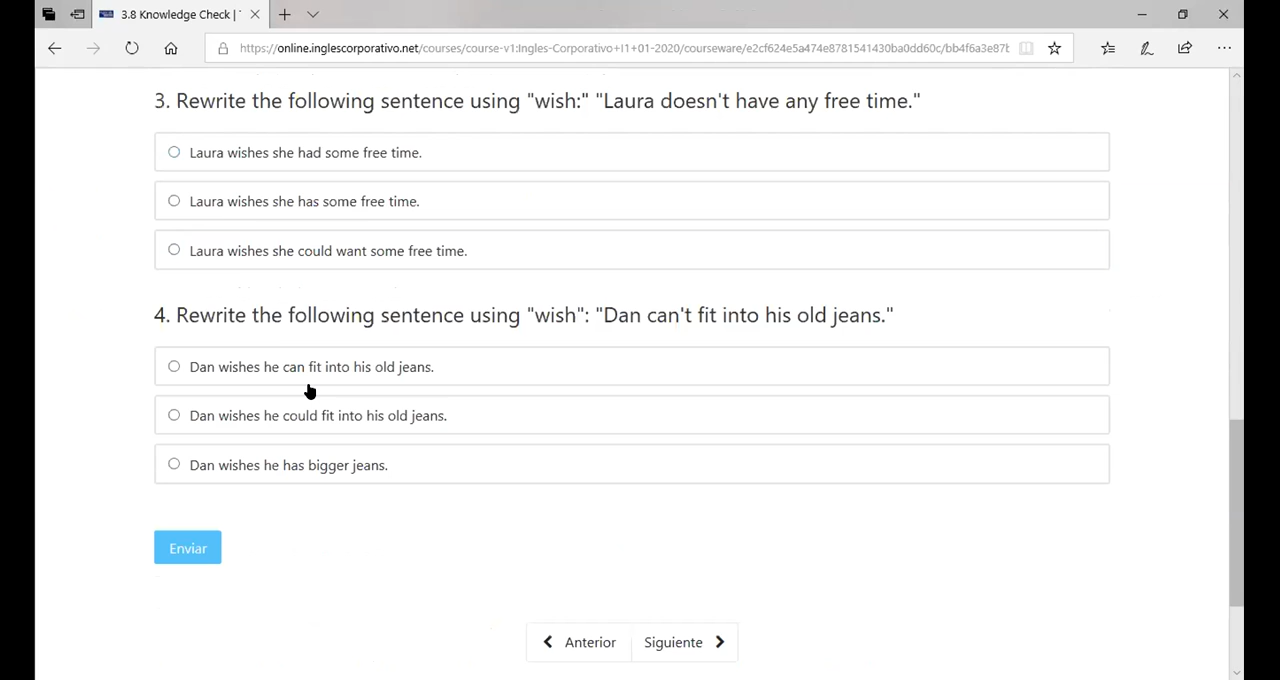 3.8 Knowledge Check |
https://online.inglescorporativo.net/courses/course-v1:Ingles-Corporativo+I1+01-2020/courseware/e2cf624e5a474e8781541430ba0dd60c/bb4f6a3e87
3. Rewrite the following sentence using "wish:" "Laura doesn't have any free time."
Laura wishes she had some free time.
Laura wishes she has some free time.
Laura wishes she could want some free time.
4. Rewrite the following sentence using "wish": "Dan can't fit into his old jeans."
Dan wishes he can fit into his old jeans.
Dan wishes he could fit into his old jeans.
Dan wishes he has bigger jeans.
Enviar
Anterior Siguiente